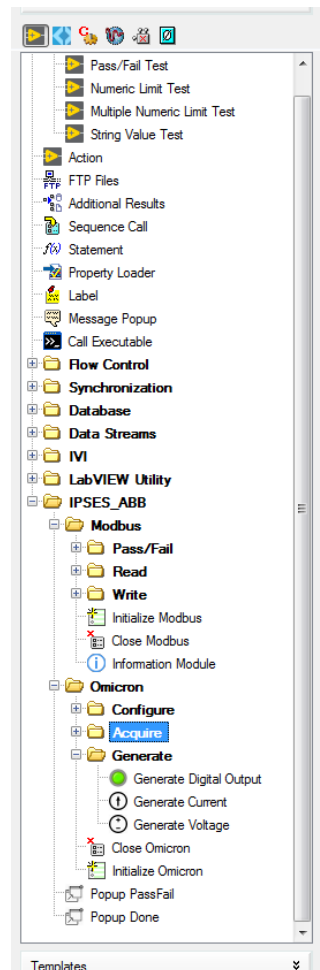 Pass/Fail Test
Numeric Limit Test
Multiple Numeric Limit Test
String Value Test
Action
FTP Files
Additional Results
Sequence Call
f(x) Statement
Property Loader
Label
Message Popup
Call Executable
Flow Control
Synchronization
Database
Data Streams
IVI
LabVIEW Utility
IPSES_ABB
Modbus
Pass/Fail
Read
Write
Initialize Modbus
Close Modbus
Information Module
Omicron
Configure
Acquire
Generate
Generate Digital Output
Generate Current
Generate Voltage
Close Omicron
Initialize Omicron
Popup PassFail
Popup Done
Templates